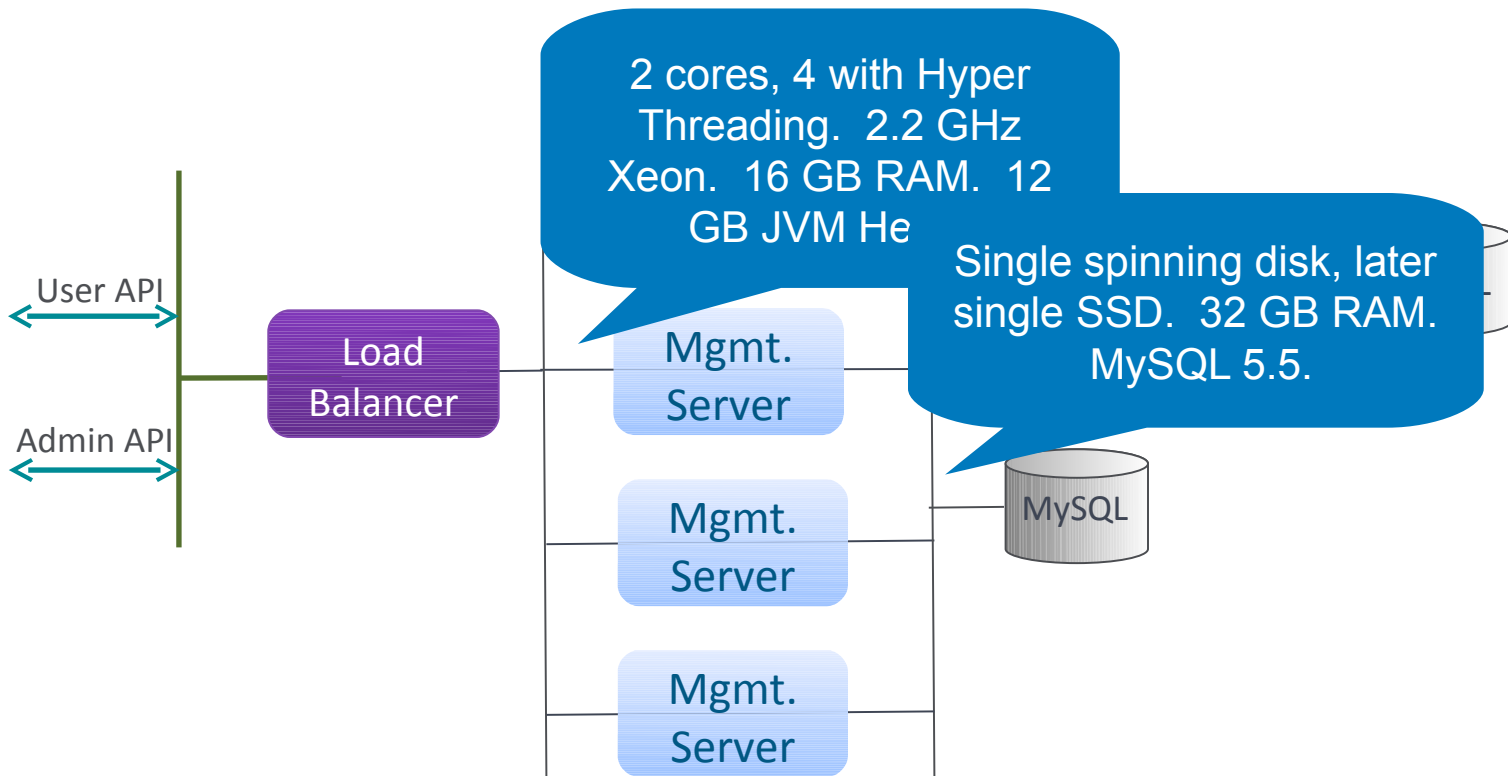 2 cores, 4 with Hyper
Threading.  2.2 GHz
Xeon.  16 GB RAM.  12
GB JVM
Single spinning disk, later
single SSD.  32 GB RAM.
MySQL 5.5.
User API
Admin API
Load
Balancer
Mgmt.
Server
Mgmt.
Server
Mgmt.
Server
MySQL